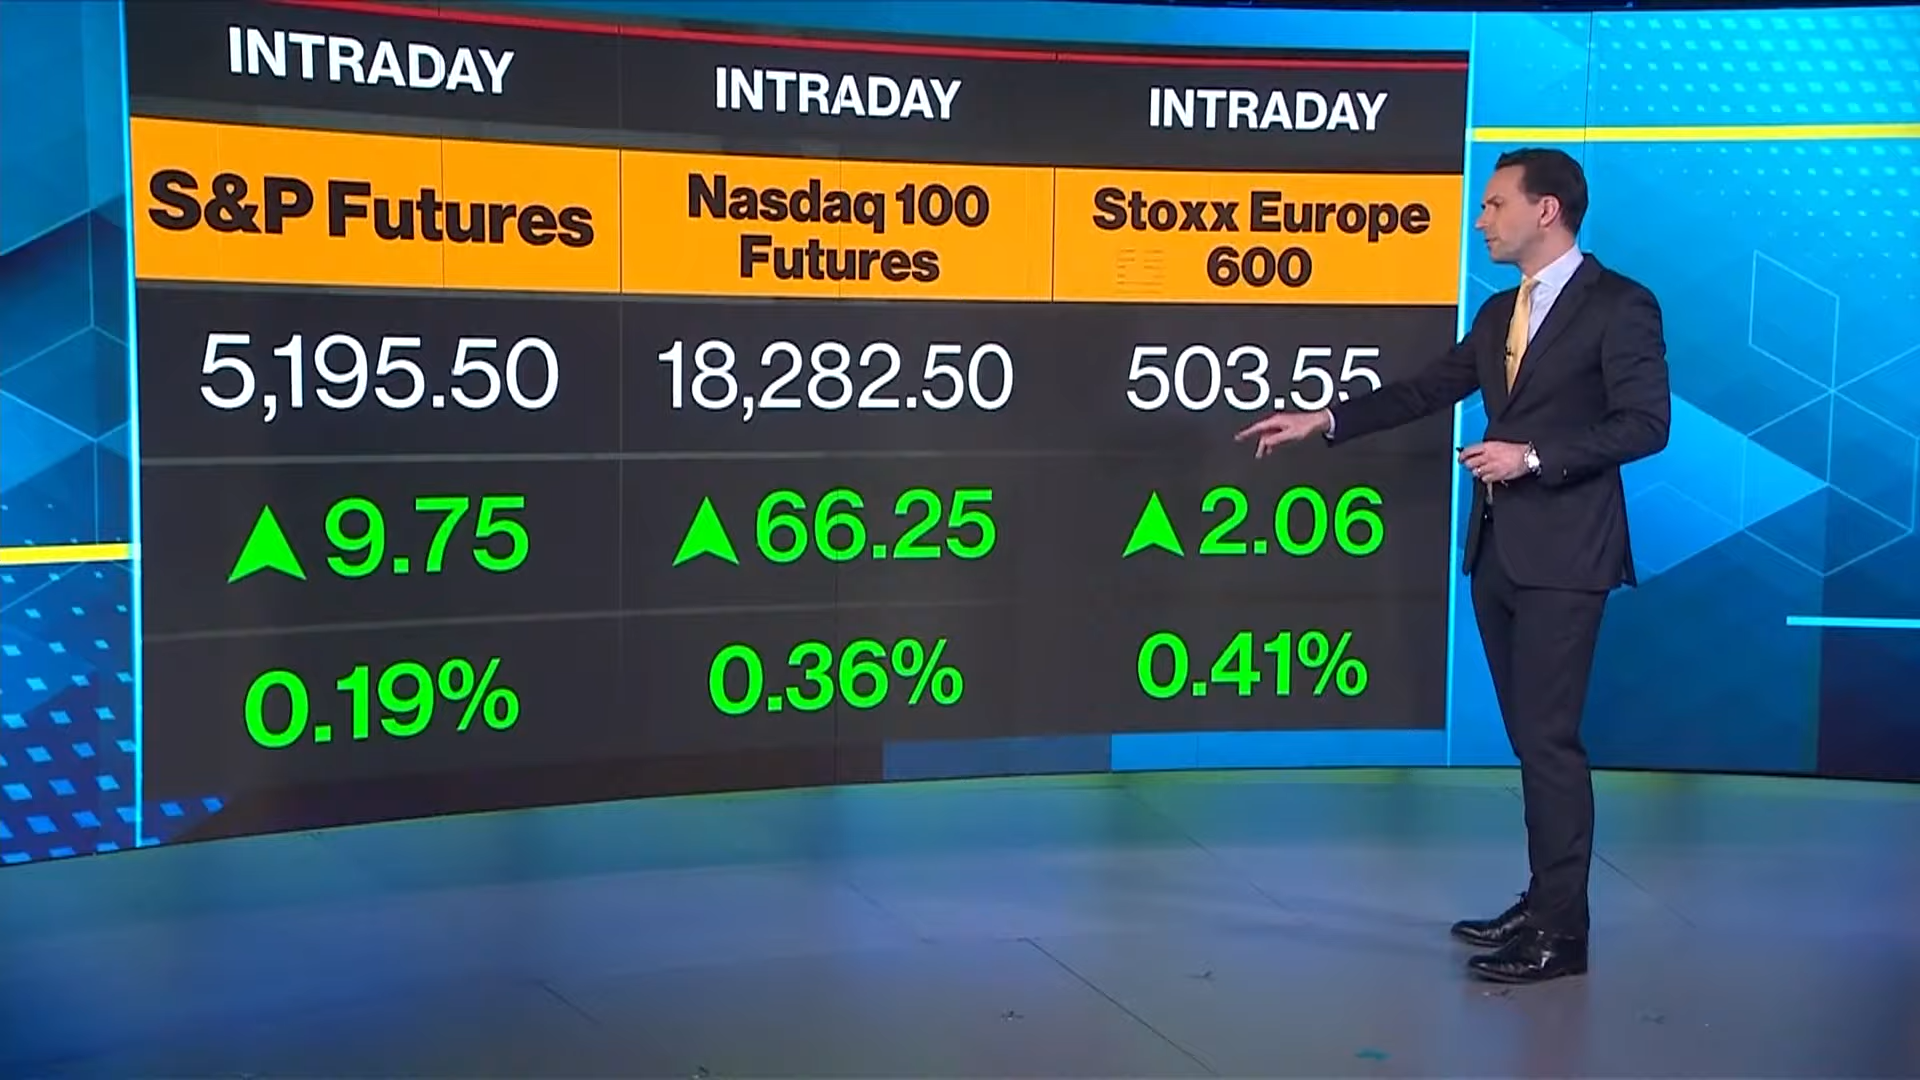 INTRADAY
S&P Futures
5,195.50
▲9.75
0.19%
INTRADAY
Nasdaq 100
Futures
18,282.50
▲66.25
0.36%
INTRADAY
Stoxx Europe
600
503.55
▲2.06
0.41%